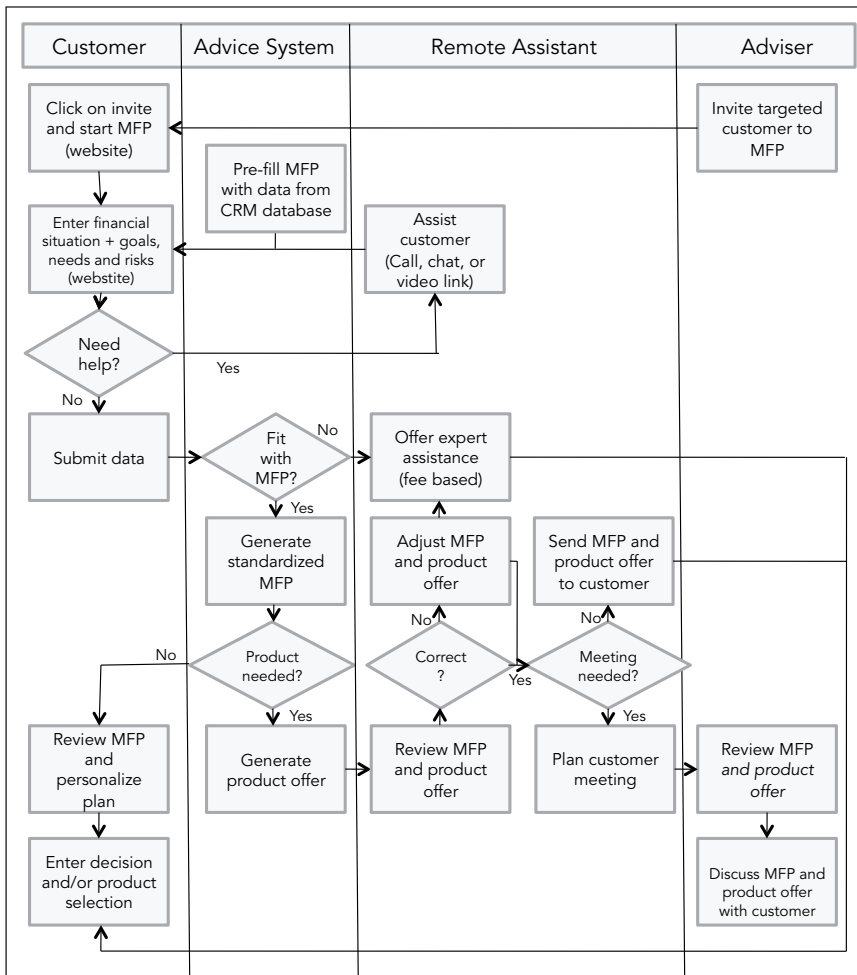 Customer
Advice System
Remote Assistant
Adviser
Click on invite
and start MFP
(website)
Invite targeted
customer to
MFP
Pre-fill MFP
with data from
CRM database
Enter financial
situation + goals,
needs and risks
(webstite)
Assist
customer
(Call, chat, or
video link)
Need
help?
Yes
No
Submit data
Fit
with
MFP?
No
Yes
Offer expert
assistance
(fee based)
Generate
standardized
MFP
Adjust MFP
and product
offer
Send MFP and
product offer
to customer
No
Product
needed?
Yes
No
Correct
?
Yes
No
Meeting
needed?
Yes
Review MFP
and
personalize
plan
Generate
product offer
Review MFP
and product
offer
Plan customer
meeting
Review MFP
and product
offer
Enter decision
and/or product
selection
Discuss MFP and
product offer
with customer